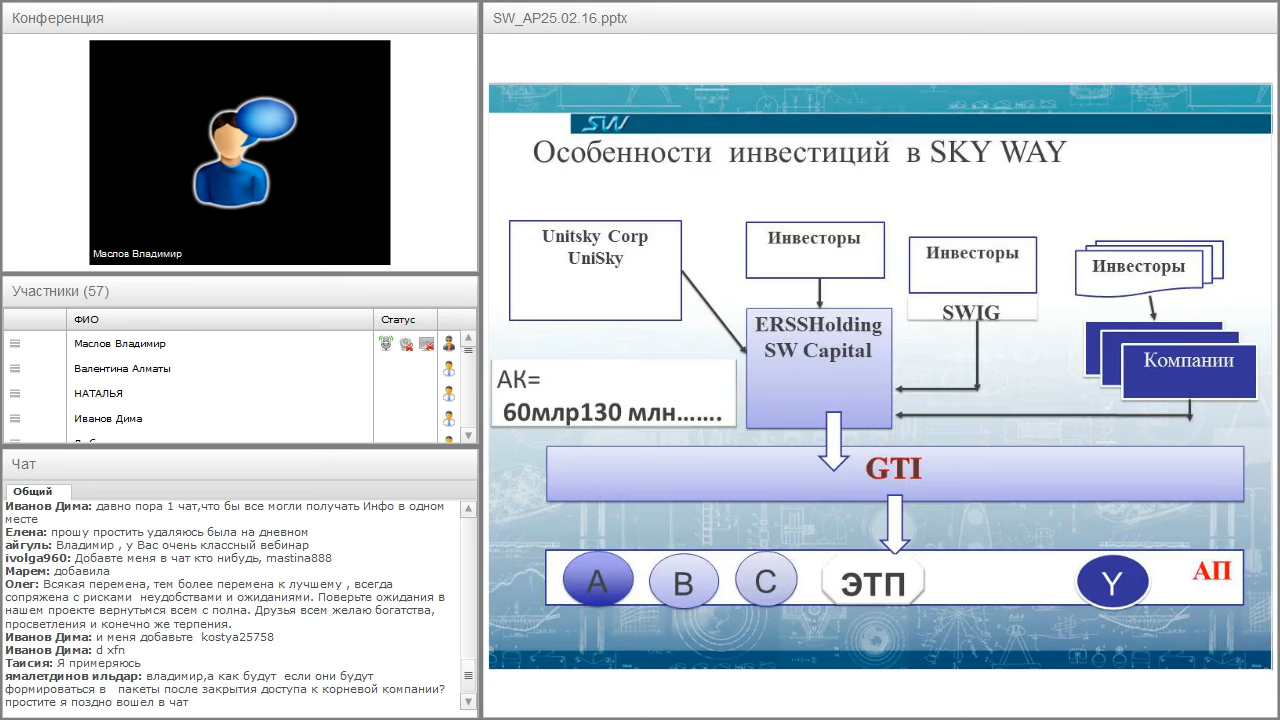 Конференция
Маслов Владимир
Участники (57)
ФИО
Статус
Маслов Владимир
Валентина Алматы
НАТАЛЬЯ
Иванов Дима
Чат
Общий
Иванов Дима: давно пора 1 чат,что бы все могли получать Инфо в одном
месте
Елена: прошу простить удаляюсь была на дневном
айгуль: Владимир , у Вас очень классный вебинар
ivolga960: Добавте меня в чат кто нибудь, mastina888
Марем: добавила
Олег: Всякая перемена, тем более перемена к лучшему , всегда
сопряжена с рисками неудобствами и ожиданиями. Поверьте ожидания в
нашем проекте вернутьмся всем с полна. Друзья всем желаю богатства,
просветления и конечно же терпения.
Иванов Дима: и меня добавьте kostya25758
Иванов Дима: d xfn
Таисия: Я примеряюсь
ямалетдинов ильдар: владимир,а как будут если они будут
формироваться в пакеты после закрытия доступа к корневой компании?
простите я поздно вошел в чат
SW_AP25.02.16.pptx
SW
Особенности инвестиций в SKY WAY
Unitsky Corp
UniSky
Инвесторы
Инвесторы
Инвесторы
SWIG
ERSSHolding
SW Capital
Компании
АК=
60млр130 млн…….
GTI
A
B
C
ЭТП
Y
АП